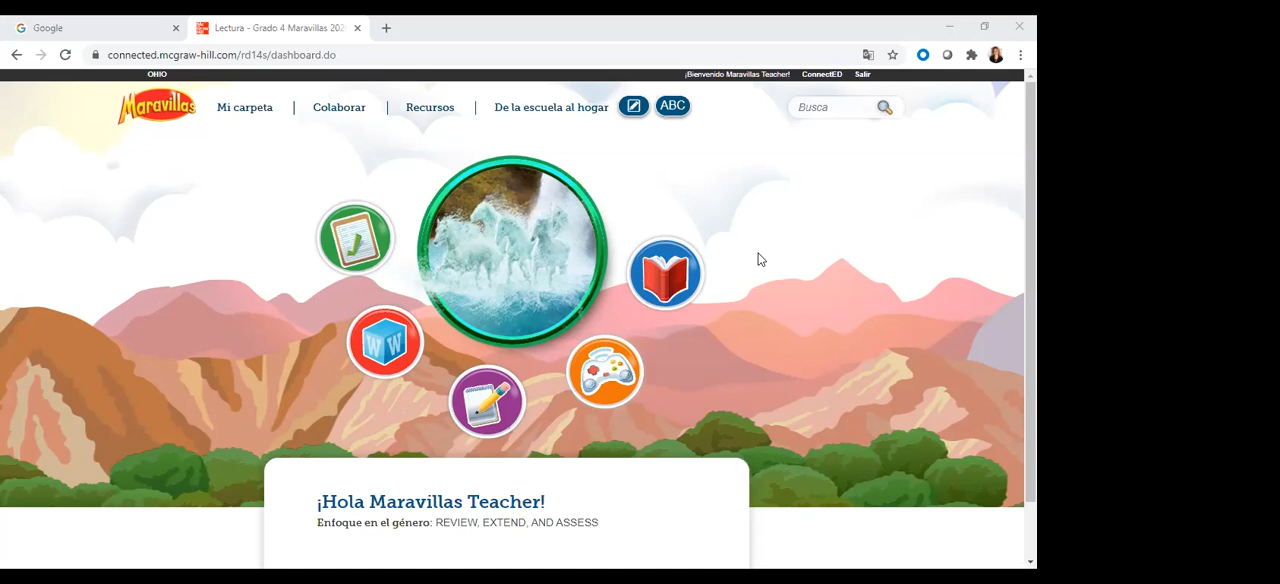 Google
Lectura - Grado 4 Maravillas 202
connected.mcgraw-hill.com/rd14s/dashboard.do
OHIO
¡Bienvenido Maravillas Teacher!
ConnectED
Salir
Maravillas
Mi carpeta
Colaborar
Recursos
De la escuela al hogar
ABC
Busca
W W
¡Hola Maravillas Teacher!
Enfoque en el género: REVIEW, EXTEND, AND ASSESS